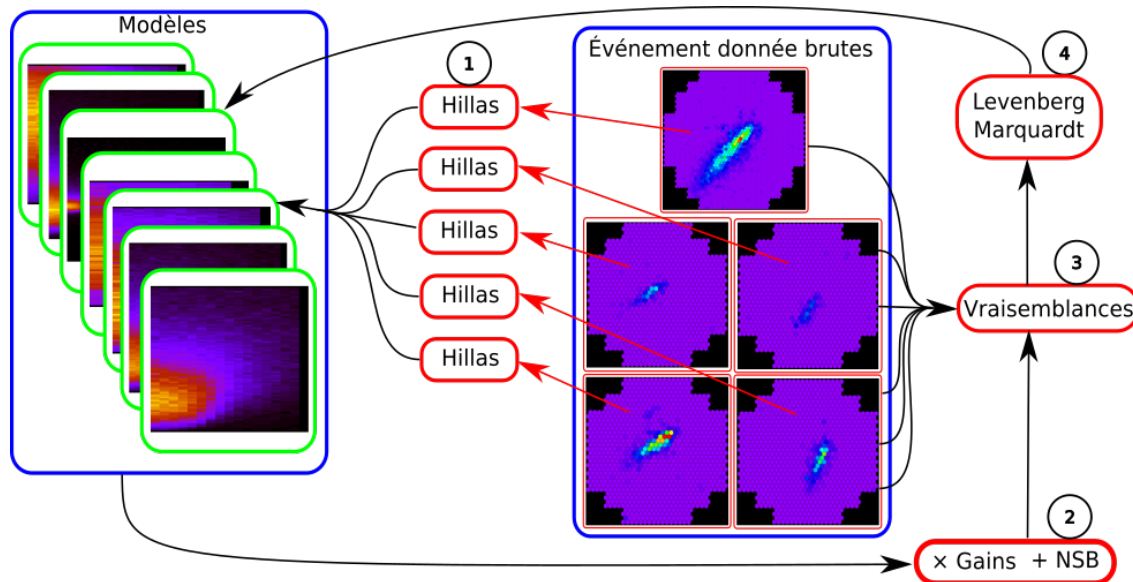 Modèles
1
Hillas
Hillas
Hillas
Hillas
Hillas
Événement donnée brutes
4
Levenberg
Marquardt
3
Vraisemblances
2
× Gains + NSB